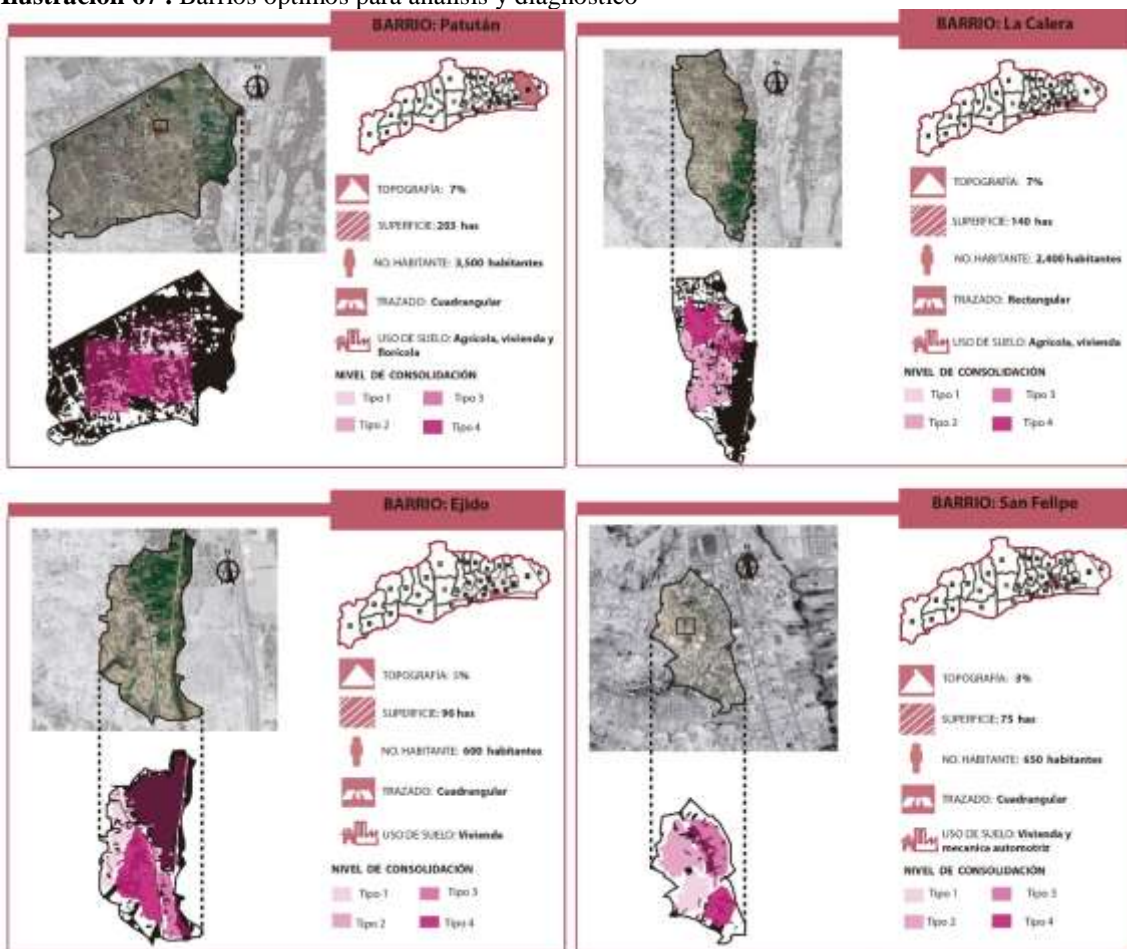 Ilustración 67 . Barrios óptimos para análisis y diagnóstico
BARRIO: Patután
TOPOGRAFÍA: 7%
SUPERFICIE: 203 has
NO. HABITANTE: 3,500 habitantes
TRAZADO: Cuadrangular
USO DE SUELO: Agrícola, vivienda y
florícola
NIVEL DE CONSOLIDACIÓN
Tipo 1 Tipo 3
Tipo 2 Tipo 4
BARRIO: La Calera
TOPOGRAFÍA: 7%
SUPERFICIE: 140 has
NO. HABITANTE: 2,400 habitantes
TRAZADO: Rectangular
USO DE SUELO: Agrícola, vivienda
NIVEL DE CONSOLIDACIÓN
Tipo 1 Tipo 3
Tipo 2 Tipo 4
BARRIO: Ejido
TOPOGRAFÍA:
SUPERFICIE: 96 has
NO. HABITANTE: 600 habitantes
TRAZADO: Cuadrangular
USO DE SUELO: Vivienda
NIVEL DE CONSOLIDACIÓN
Tipo 1 Tipo 3
Tipo 2 Tipo 4
BARRIO: San Felipe
TOPOGRAFÍA: 3%
SUPERFICIE: 75 has
NO. HABITANTE: 650 habitantes
TRAZADO: Cuadrangular
USO DE SUELO: Vivienda y
mecanica automotriz
NIVEL DE CONSOLIDACIÓN
Tipo 1 Tipo 3
Tipo 2 Tipo 4